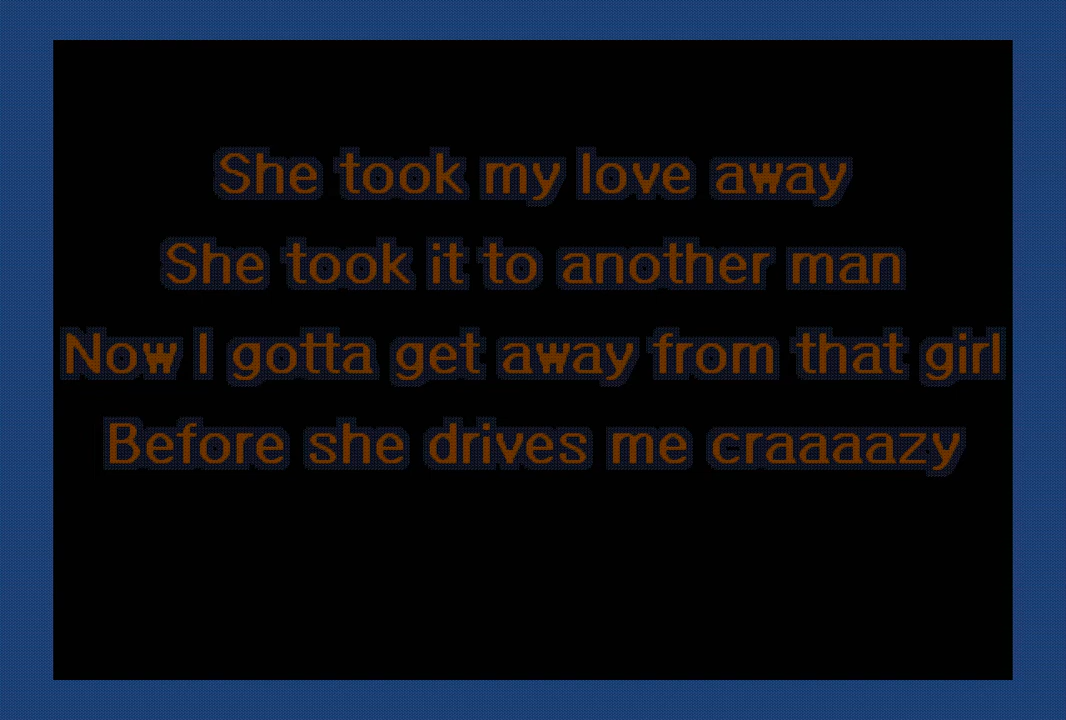 She took my love away
She took it to another man
Now I gotta get away from that girl
Before she drives me craaaazy